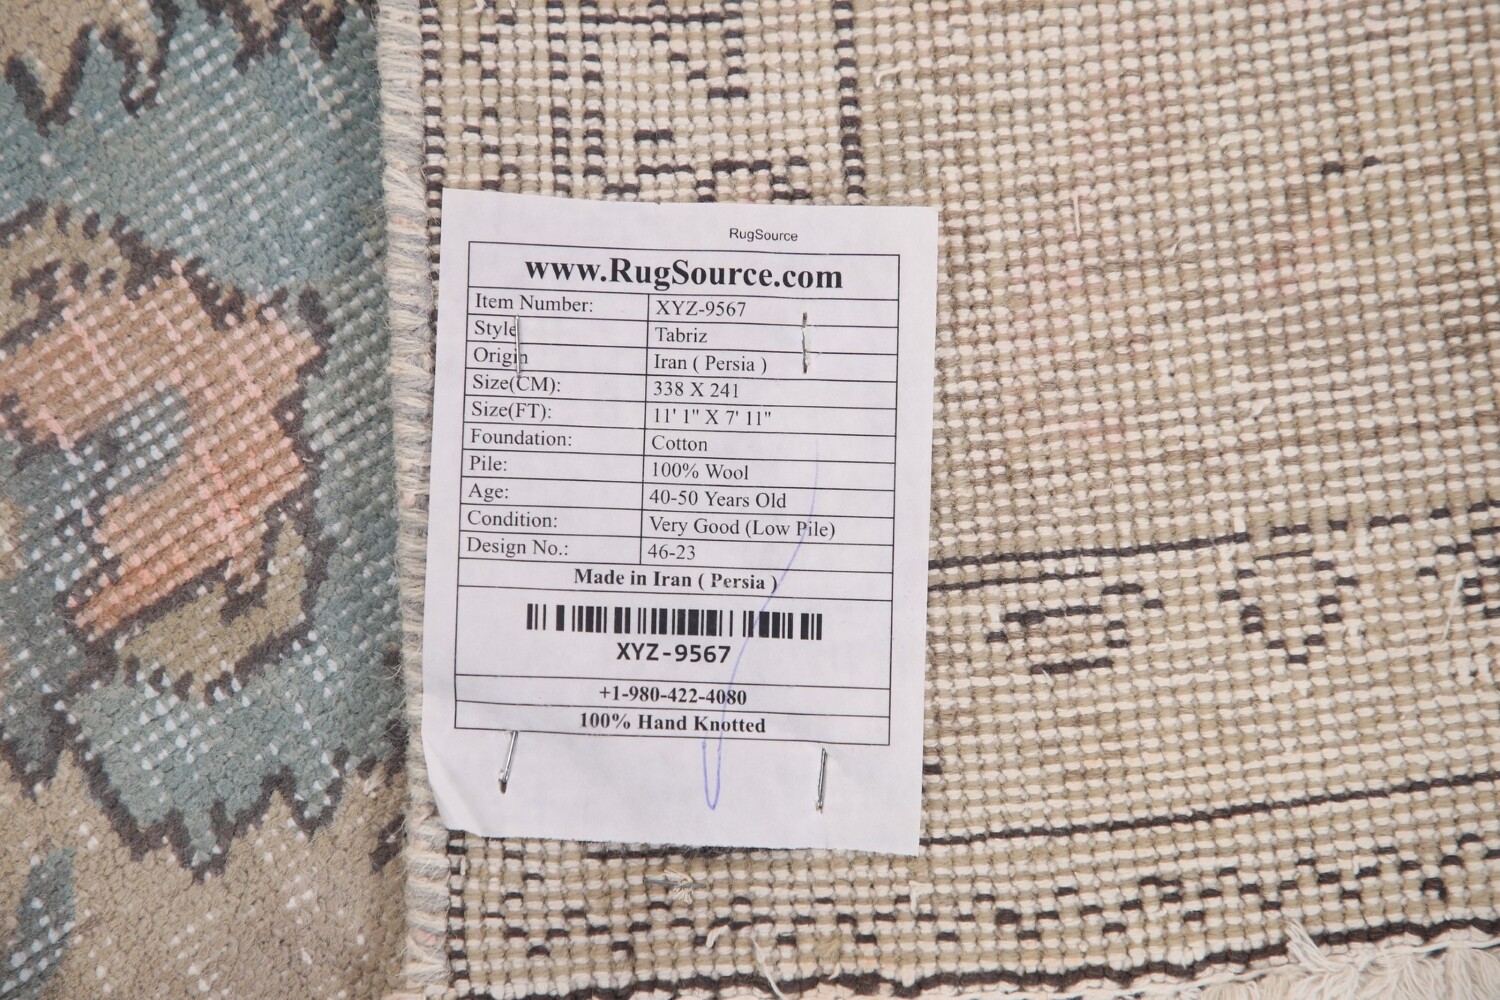 RugSource
www.RugSource.com
Item Number: XYZ-9567
Style Tabriz
Origin Iran ( Persia )
Size(CM): 338 X 241
Size(FT): 11' 1" X 7' 11"
Foundation: Cotton
Pile: 100% Wool
Age: 40-50 Years Old
Condition: Very Good (Low Pile)
Design No.: 46-23
Made in Iran ( Persia )
XYZ-9567
+1-980-422-4080
100% Hand Knotted